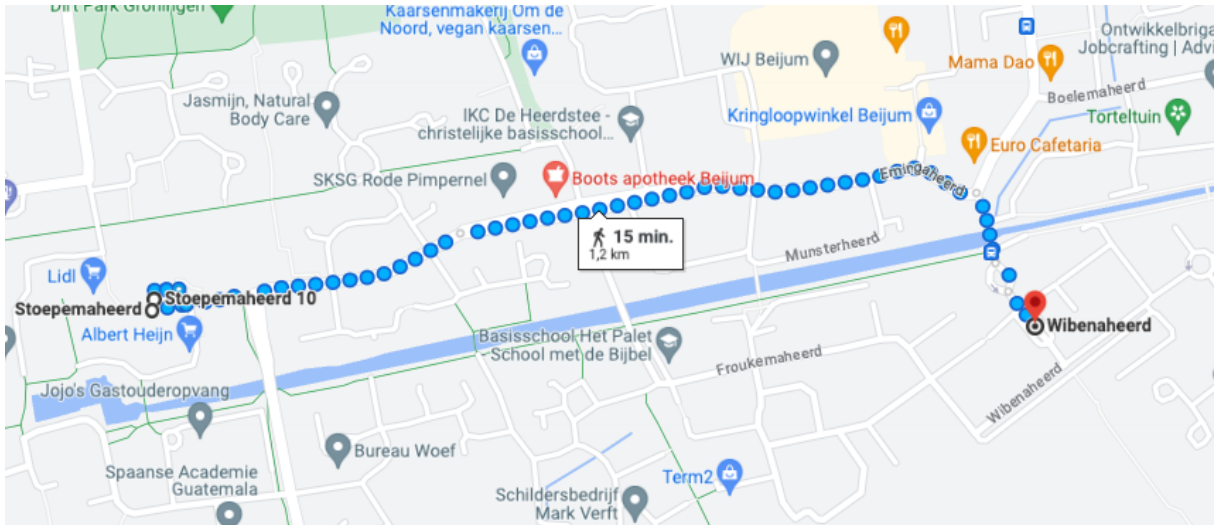 Dirt Park Groningen
Kaarsenmakerij Om de
Noord, vegan kaarsen...
WIJ Beijum
Mama Dao
Ontwikkelbriga
Jobcrafting | Advi
Jasmijn, Natural
Body Care
IKC De Heerdstee -
christelijke basisschool...
Kringloopwinkel Beijum
Boelemaheerd
Torteltuin
Euro Cafetaria
SKSG Rode Pimpernel
Boots apotheek Beijum
Emingaheerd
15 min.
1,2 km
Munsterheerd
Lidl
Stoepemaheerd 10
Stoepemaheerd
Albert Heijn
Wibenaheerd
Basisschool Het Palet
- School met de Bijbel
Froukemaheerd
Wibenaheerd
Jojo's Gastouderopvang
Bureau Woef
Spaanse Academie
Guatemala
Term2
Schildersbedrijf
Mark Verft